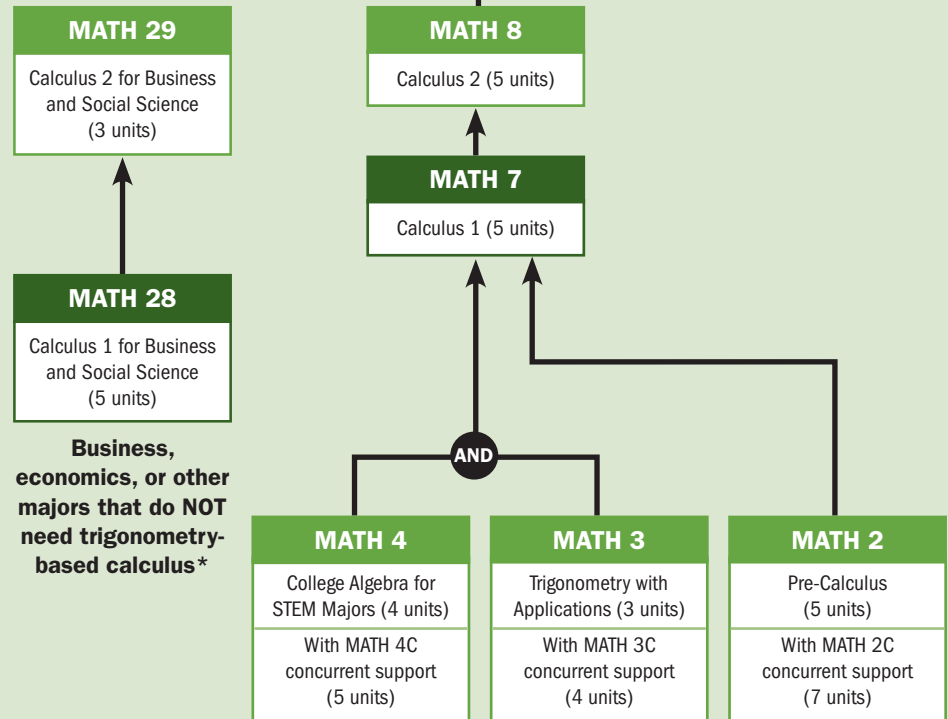 MATH 29
Calculus 2 for Business
and Social Science
(3 units)
MATH 28
Calculus 1 for Business
and Social Science
(5 units)
Business,
economics, or other
majors that do NOT
need trigonometry-
based calculus*
MATH 8
Calculus 2 (5 units)
MATH 7
Calculus 1 (5 units)
AND
MATH 4
College Algebra for
STEM Majors (4 units)
With MATH 4C
concurrent support
(5 units)
MATH 3
Trigonometry with
Applications (3 units)
With MATH 3C
concurrent support
(4 units)
MATH 2
Pre-Calculus
(5 units)
With MATH 2C
concurrent support
(7 units)